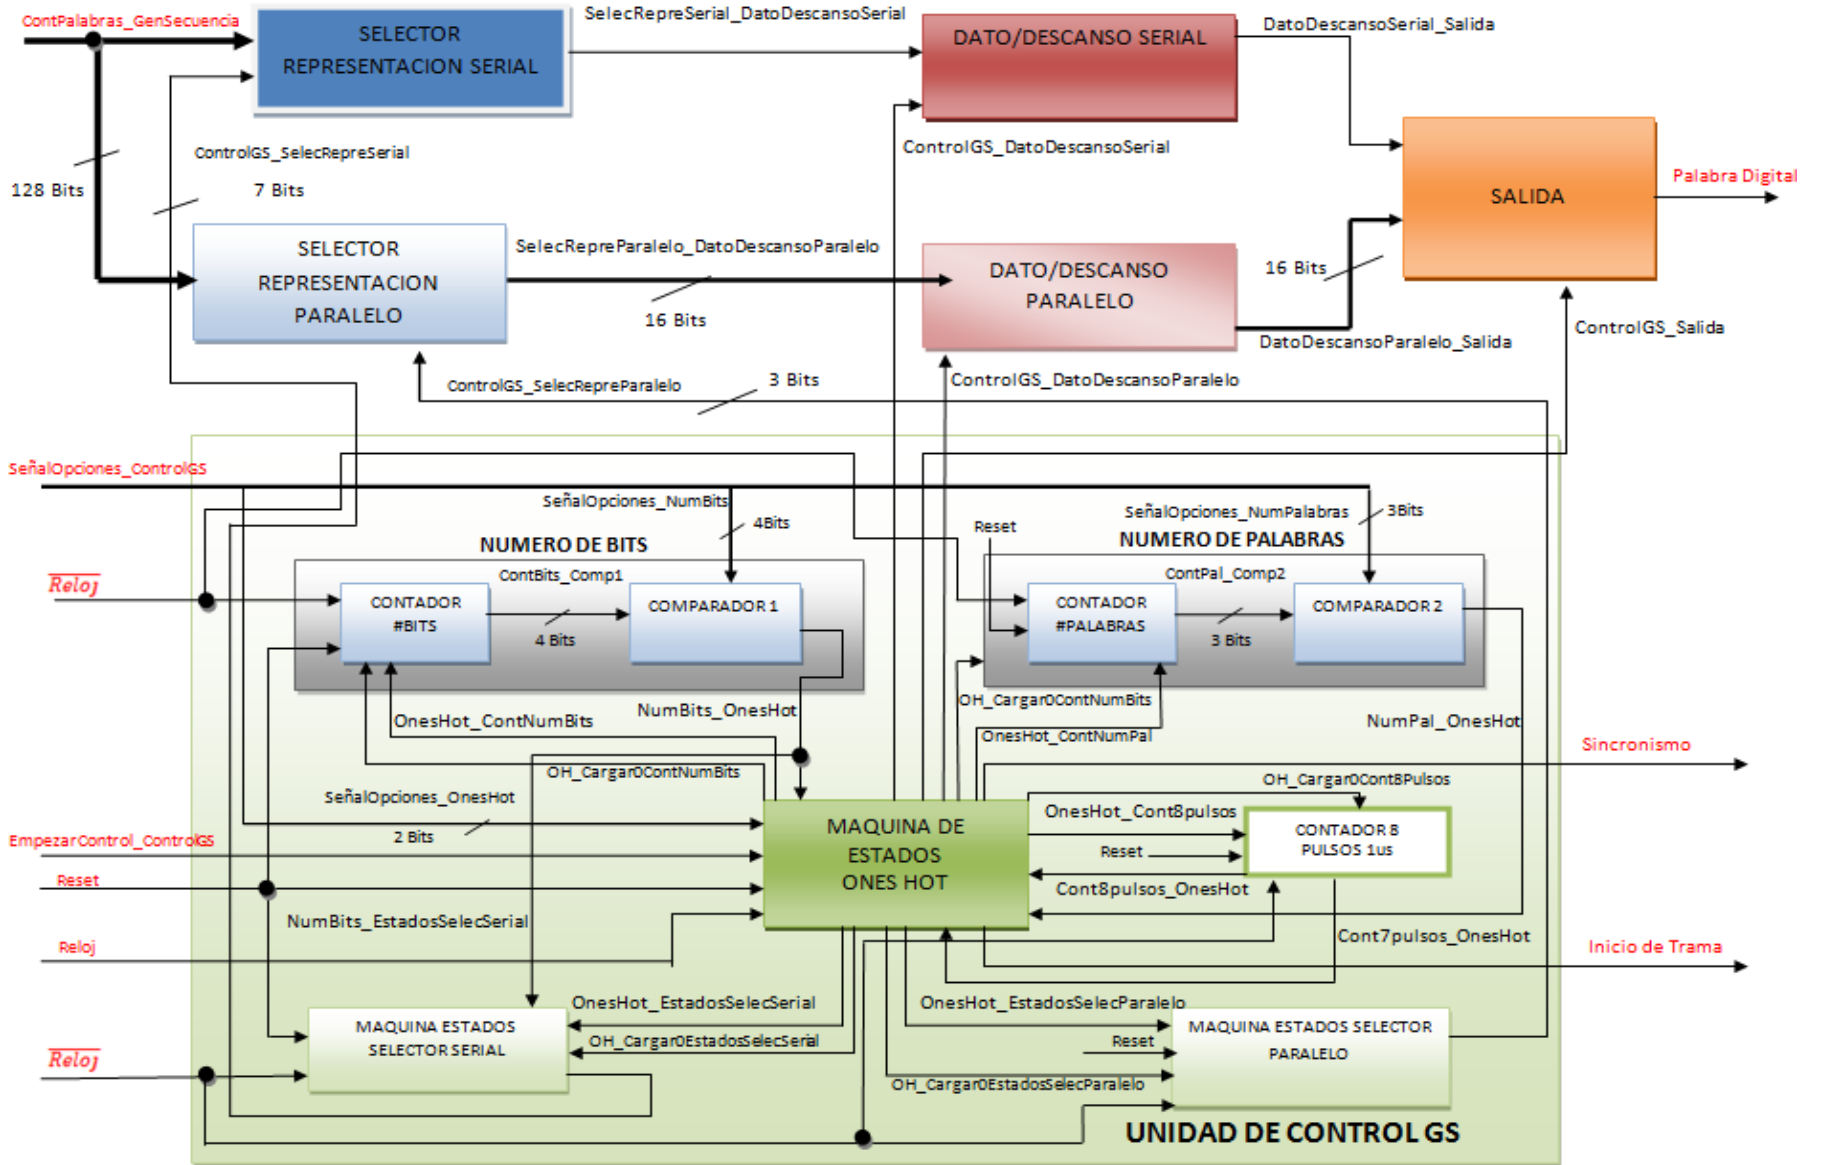 ContPalabras_GenSecuencia
SELECTOR
REPRESENTACION SERIAL
SelecRepreSerial_DatoDescansoSerial
DATO/DESCANSO SERIAL
DatoDescansoSerial_Salida
ControlGS_SelecRepreSerial
128 Bits
7 Bits
ControlGS_DatoDescansoSerial
SALIDA
Palabra Digital
SELECTOR
REPRESENTACION
PARALELO
SelecRepreParalelo_DatoDescansoParalelo
16 Bits
DATO/DESCANSO
PARALELO
16 Bits
DatoDescansoParalelo_Salida
ControlGS_Salida
ControlGS_SelecRepreParalelo
3 Bits
ControlGS_DatoDescansoParalelo
SeñalOpciones_ControlGS
SeñalOpciones_NumBits
4Bits
SeñalOpciones_NumPalabras
3Bits
Reset
NUMERO DE BITS
NUMERO DE PALABRAS
Reloj
CONTADOR
#BITS
ContBits_Comp1
4 Bits
COMPARADOR 1
CONTADOR
#PALABRAS
ContPal_Comp2
3 Bits
COMPARADOR 2
OnesHot_ContNumBits
NumBits_OnesHot
OH_Cargar0ContNumBits
OnesHot_ContNumPal
NumPal_OnesHot
Sincronismo
OH_Cargar0ContNumBits
OH_Cargar0Cont8Pulsos
SeñalOpciones_OnesHot
2 Bits
EmpezarControl_ControlGS
Reset
MAQUINA DE
ESTADOS
ONES HOT
OnesHot_Cont8pulsos
Reset
Cont8pulsos_OnesHot
CONTADOR 8
PULSOS 1us
NumBits_EstadosSelecSerial
Cont7pulsos_OnesHot
Reloj
Inicio de Trama
OnesHot_EstadosSelecSerial
OnesHot_EstadosSelecParalelo
MAQUINA ESTADOS
SELECTOR SERIAL
OH_Cargar0EstadosSelecSerial
Reset
MAQUINA ESTADOS SELECTOR
PARALELO
Reloj
OH_Cargar0EstadosSelecParalelo
UNIDAD DE CONTROL GS